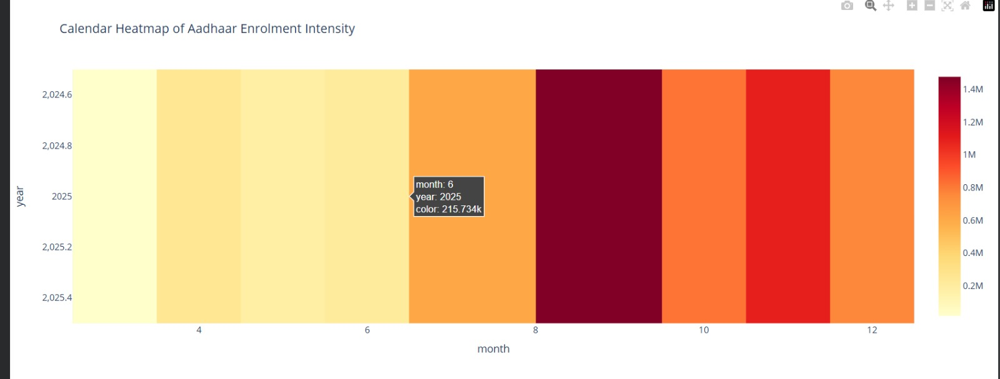 Calendar Heatmap of Aadhaar Enrolment Intensity
2,024.6
2,024.8
2025
2,025.2
2,025.4
year
month: 6
year: 2025
color: 215.734k
4
6
8
10
12
month
1.4M
1.2M
1M
0.8M
0.6M
0.4M
0.2M